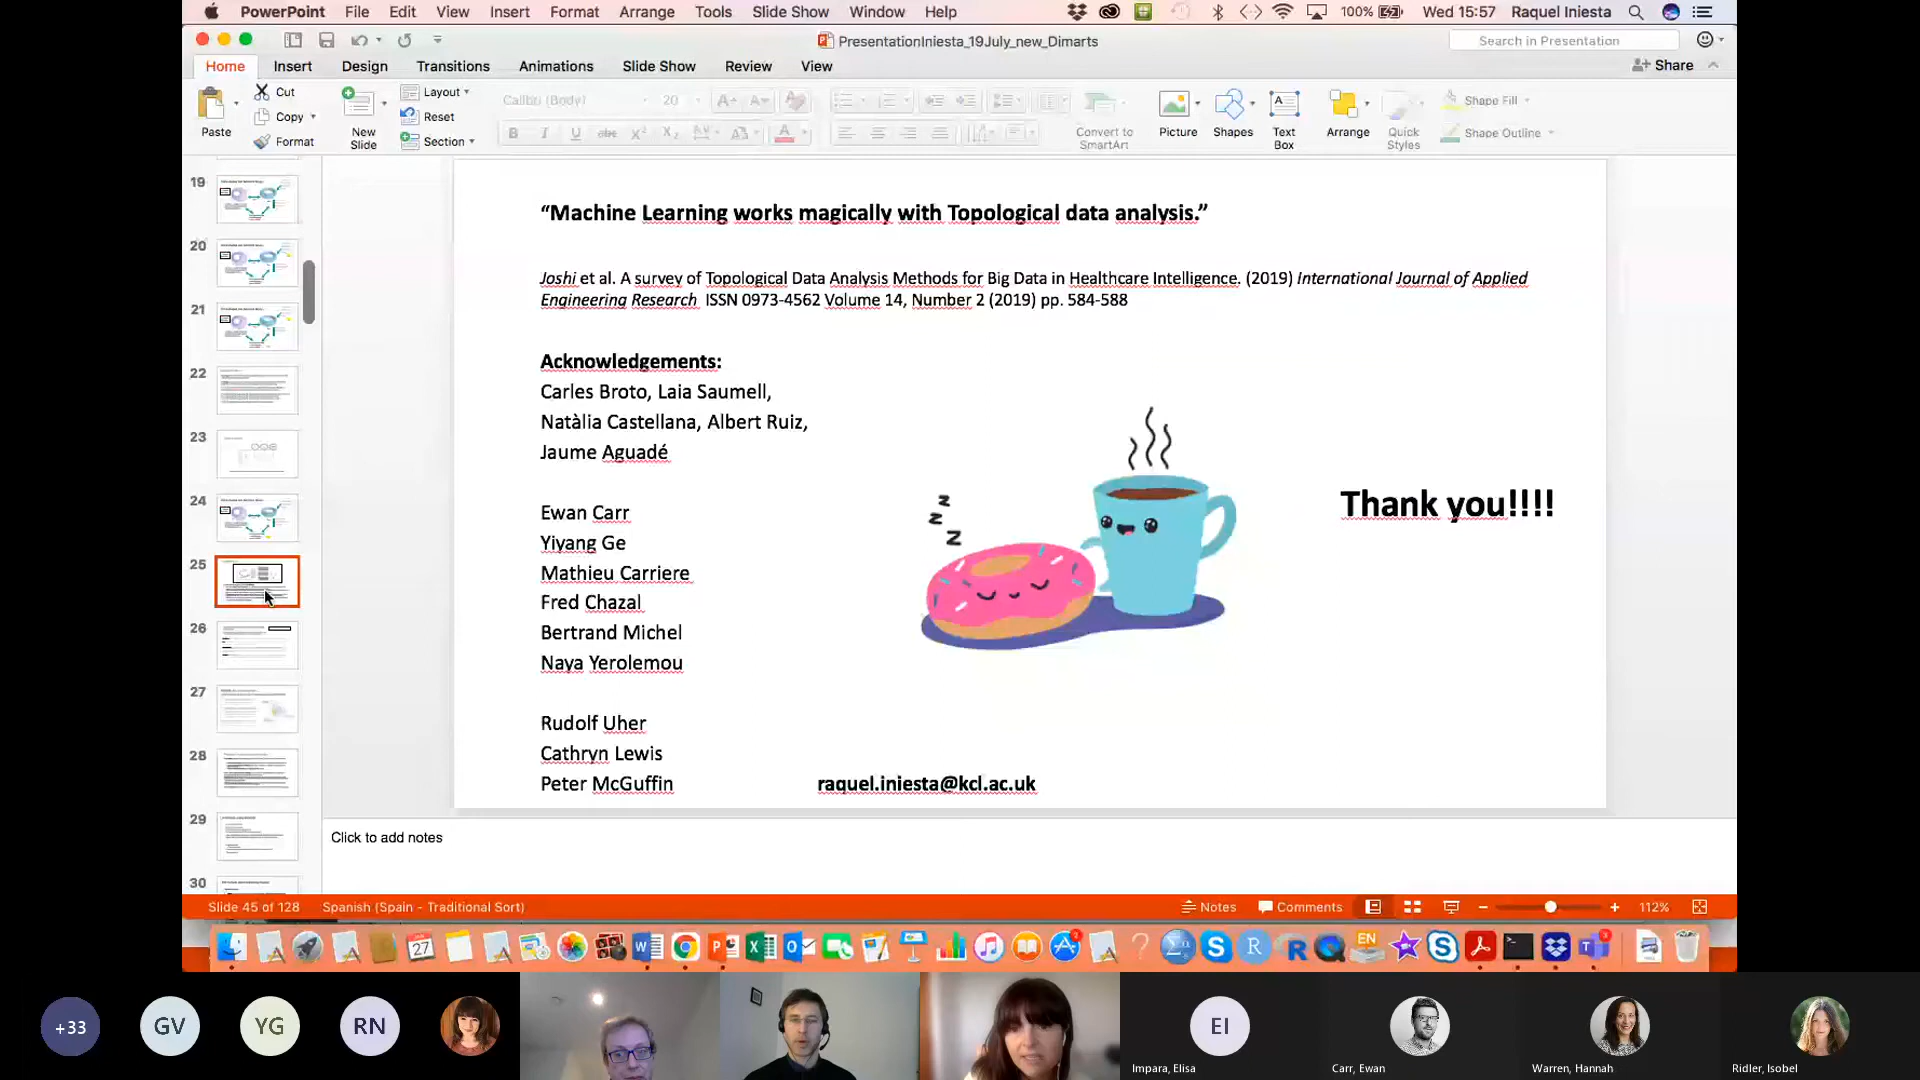 PowerPoint File Edit View Insert Format Arrange Tools Slide Show Window Help 100% Wed 15:57 Raquel Iniesta
PresentationIniesta_19July_new_Dimarts
Search in Presentation
Home Insert Design Transitions Animations Slide Show Review View
Share
Paste
Cut
Copy
Format
New Slide
Layout
Reset
Section
Calibri (Body) 20
Convert to SmartArt
Picture
Shapes
Text Box
Arrange
Quick Styles
Shape Fill
Shape Outline
19
20
21
22
23
24
25
26
27
28
29
30
“Machine Learning works magically with Topological data analysis.”
Joshi et al. A survey of Topological Data Analysis Methods for Big Data in Healthcare Intelligence. (2019) International Journal of Applied
Engineering Research ISSN 0973-4562 Volume 14, Number 2 (2019) pp. 584-588
Acknowledgements:
Carles Broto, Laia Saumell,
Natàlia Castellana, Albert Ruiz,
Jaume Aguadé
Ewan Carr
Yiyang Ge
Mathieu Carriere
Fred Chazal
Bertrand Michel
Naya Yerolemou
Rudolf Uher
Cathryn Lewis
Peter McGuffin
raquel.iniesta@kcl.ac.uk
z
z
z
Thank you!!!!
Click to add notes
Slide 45 of 128 Spanish (Spain - Traditional Sort) Notes Comments 112%
27
EN
+33
GV
YG
RN
EI
Impara, Elisa
Carr, Ewan
Warren, Hannah
Ridler, Isobel